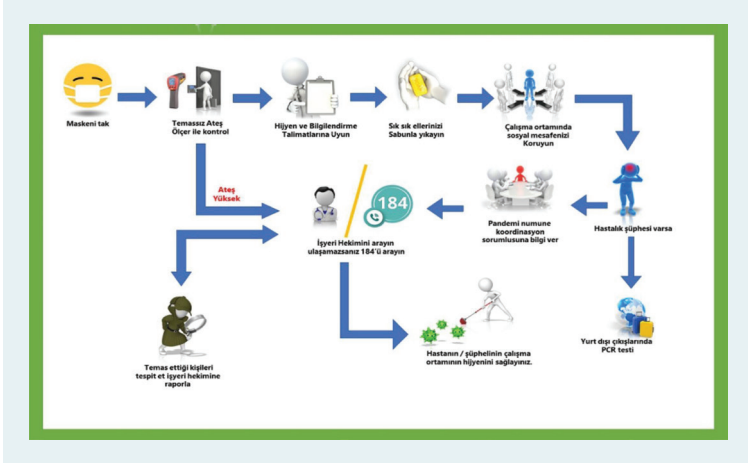 Maskeni tak
Temassız Ateş
Ölçer ile kontrol
Hijyen ve Bilgilendirme
Talimatlarına Uyun
Sık sık ellerinizi
Sabunla yıkayın
Çalışma ortamında
sosyal mesafenizi
Koruyun
Ateş
Yüksek
184
İşyeri Hekimini arayın
ulaşamazsanız 184'ü arayın
Pandemi numune
koordinasyon
sorumlusuna bilgi ver
Hastalık şüphesi varsa
Temas ettiği kişileri
tespit et işyeri hekimine
raporla
Hastanın / şüphelinin çalışma
ortamının hijyenini sağlayınız.
Yurt dışı çıkışlarında
PCR testi